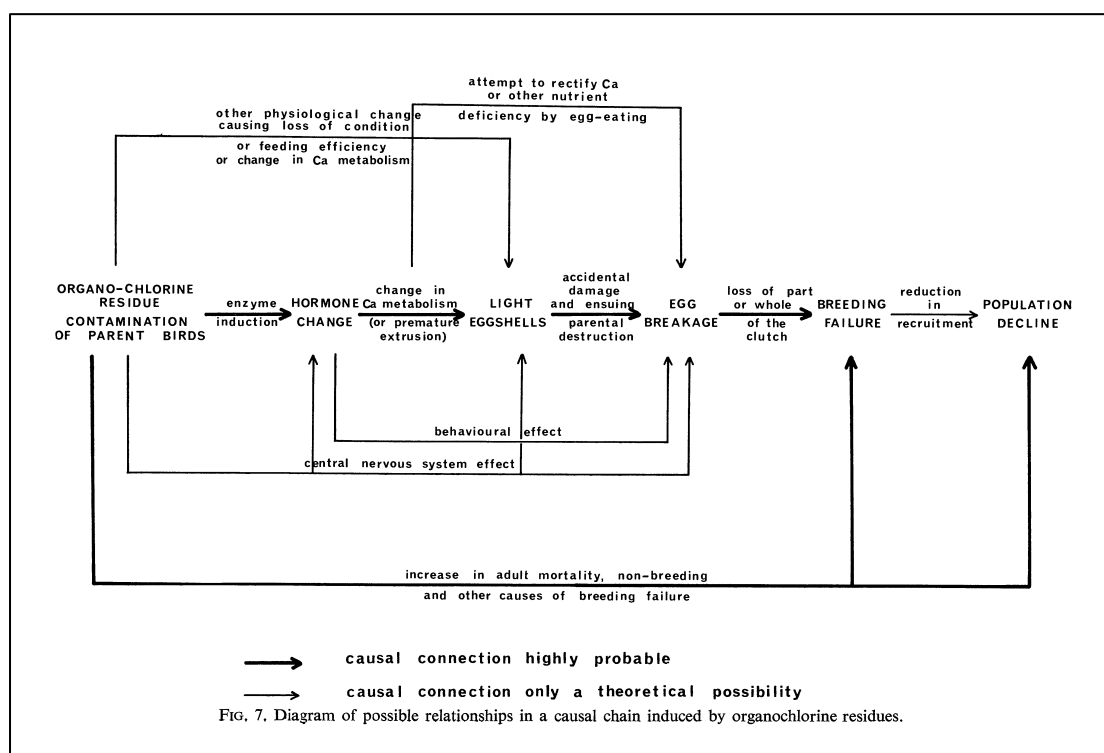 attempt to rectify Ca
or other nutrient
deficiency by egg-eating
other physiological change
causing loss of condition
or feeding efficiency
or change in Ca metabolism
ORGANO-CHLORINE
RESIDUE
CONTAMINATION
OF PARENT BIRDS
enzyme
induction
HORMONE
CHANGE
change in
Ca metabolism
(or premature
extrusion)
LIGHT
EGGSHELLS
accidental
damage
and ensuing
parental
destruction
EGG
BREAKAGE
loss of part
or whole
of the
clutch
BREEDING
FAILURE
reduction
in
recruitment
POPULATION
DECLINE
behavioural effect
central nervous system effect
increase in adult mortality, non-breeding
and other causes of breeding failure
causal connection highly probable
causal connection only a theoretical possibility
FIG. 7. Diagram of possible relationships in a causal chain induced by organochlorine residues.